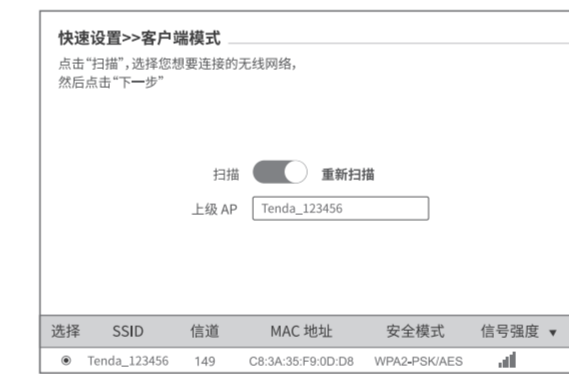 快速设置>>客户端模式
点击“扫描”,选择您想要连接的无线网络,
然后点击“下一步”
扫描 重新扫描
上级 AP Tenda_123456
选择 SSID 信道 MAC 地址 安全模式 信号强度 ▼
Tenda_123456 149 C8:3A:35:F9:0D:D8 WPA2-PSK/AES